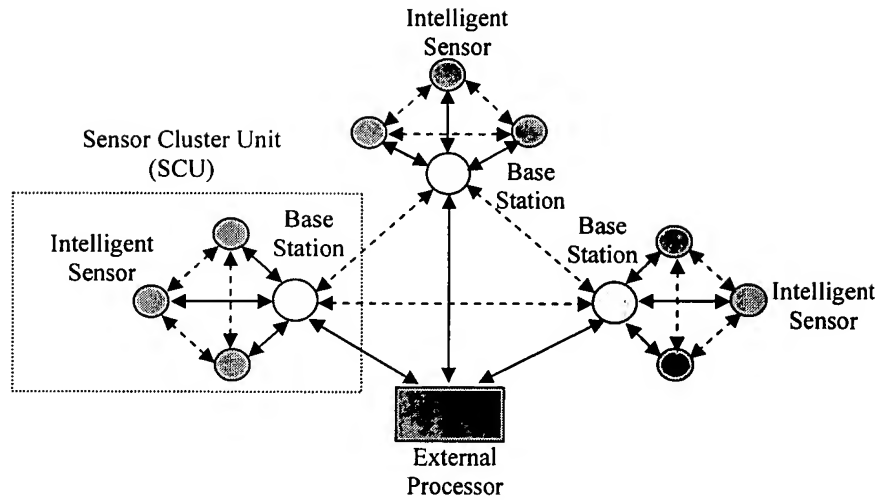 Intelligent
Sensor
Sensor Cluster Unit
(SCU)
Base
Station
Base
Station
Base
Station
Intelligent
Sensor
Intelligent
Sensor
External
Processor